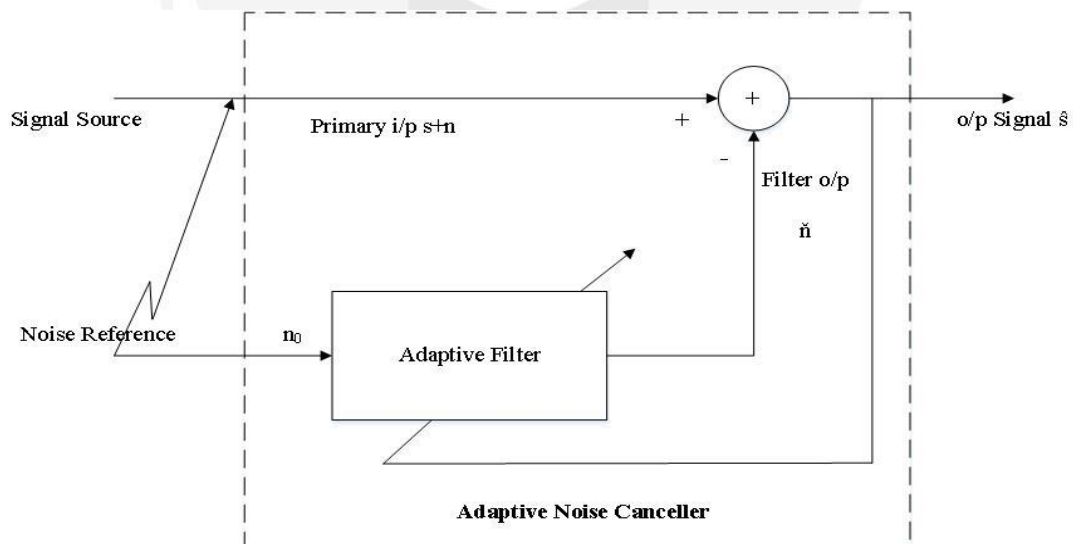 +
Signal Source
Primary i/p s+n
+
o/p Signal ŝ
-
Filter o/p
ň
Noise Reference
n₀
Adaptive Filter
Adaptive Noise Canceller